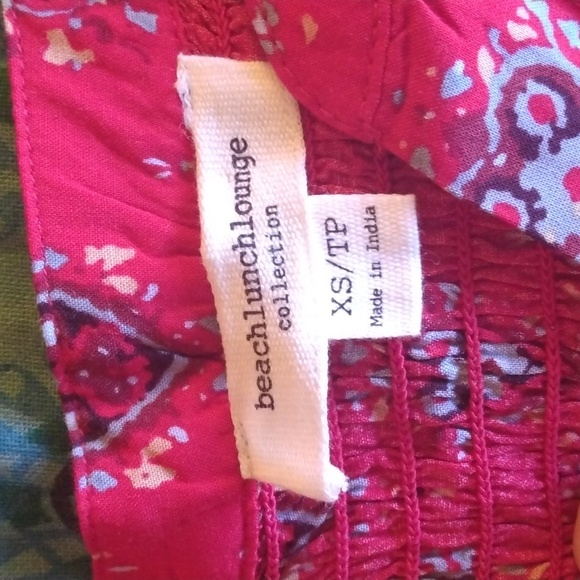 beachlunchlounge
collection
XS/TP
Made in India